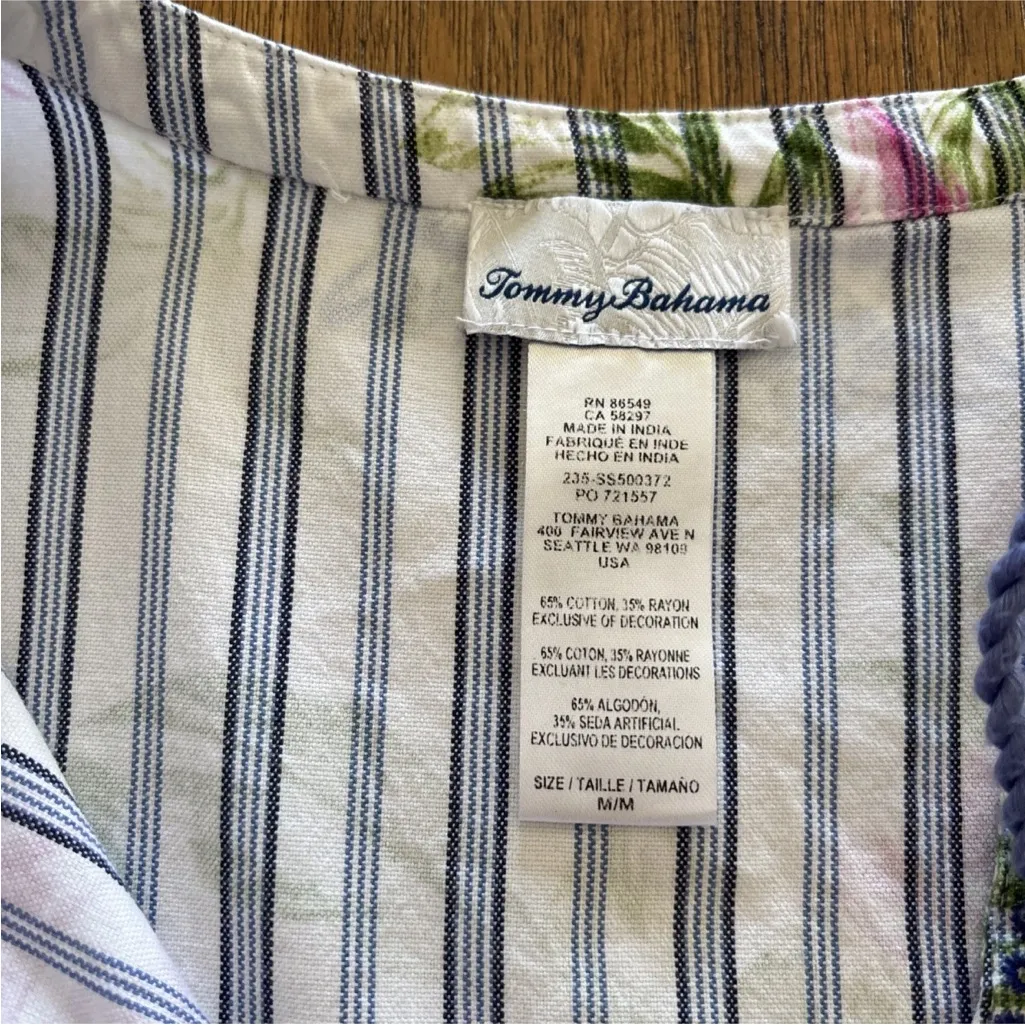 Tommy Bahama
RN 86549
CA 58297
MADE IN INDIA
FABRIQUÉ EN INDE
HECHO EN INDIA
235-SS500372
PO 721557
TOMMY BAHAMA
400 FAIRVIEW AVE N
SEATTLE WA 98109
USA
65% COTTON, 35% RAYON
EXCLUSIVE OF DECORATION
65% COTON, 35% RAYONNE
EXCLUANT LES DECORATIONS
65% ALGODÓN,
35% SEDA ARTIFICIAL
EXCLUSIVO DE DECORACIÓN
SIZE / TAILLE / TAMAÑO
M/M